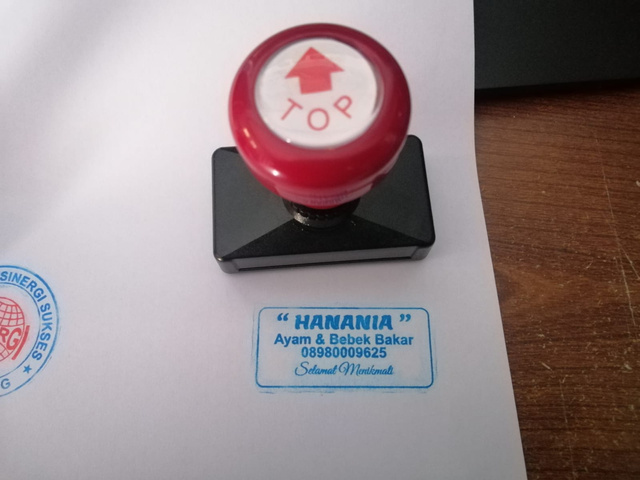 TOP
“ HANANIA ”
Ayam & Bebek Bakar
08980009625
Selamat Menikmati
SINERGI SUKSES